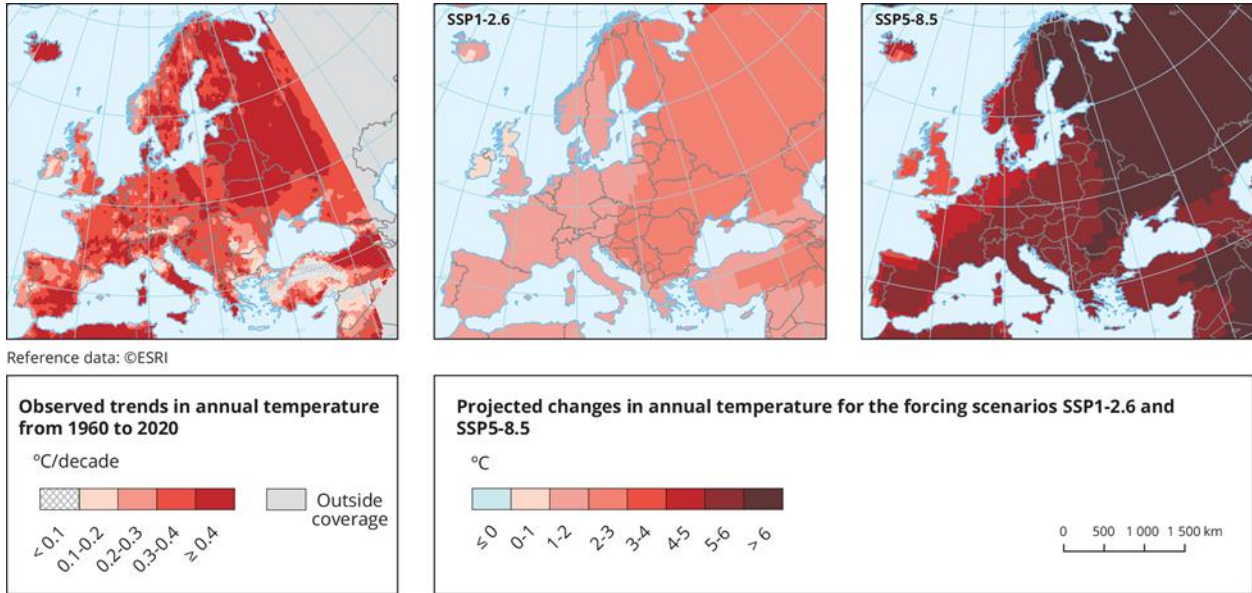 SSP1-2.6
SSP5-8.5
Reference data: ©ESRI
Observed trends in annual temperature
from 1960 to 2020
ºC/decade
< 0.1
0.1-0.2
0.2-0.3
0.3-0.4
≥ 0.4
Outside
coverage
Projected changes in annual temperature for the forcing scenarios SSP1-2.6 and
SSP5-8.5
ºC
≤ 0
0-1
1-2
2-3
3-4
4-5
5-6
> 6
0 500 1 000 1 500 km